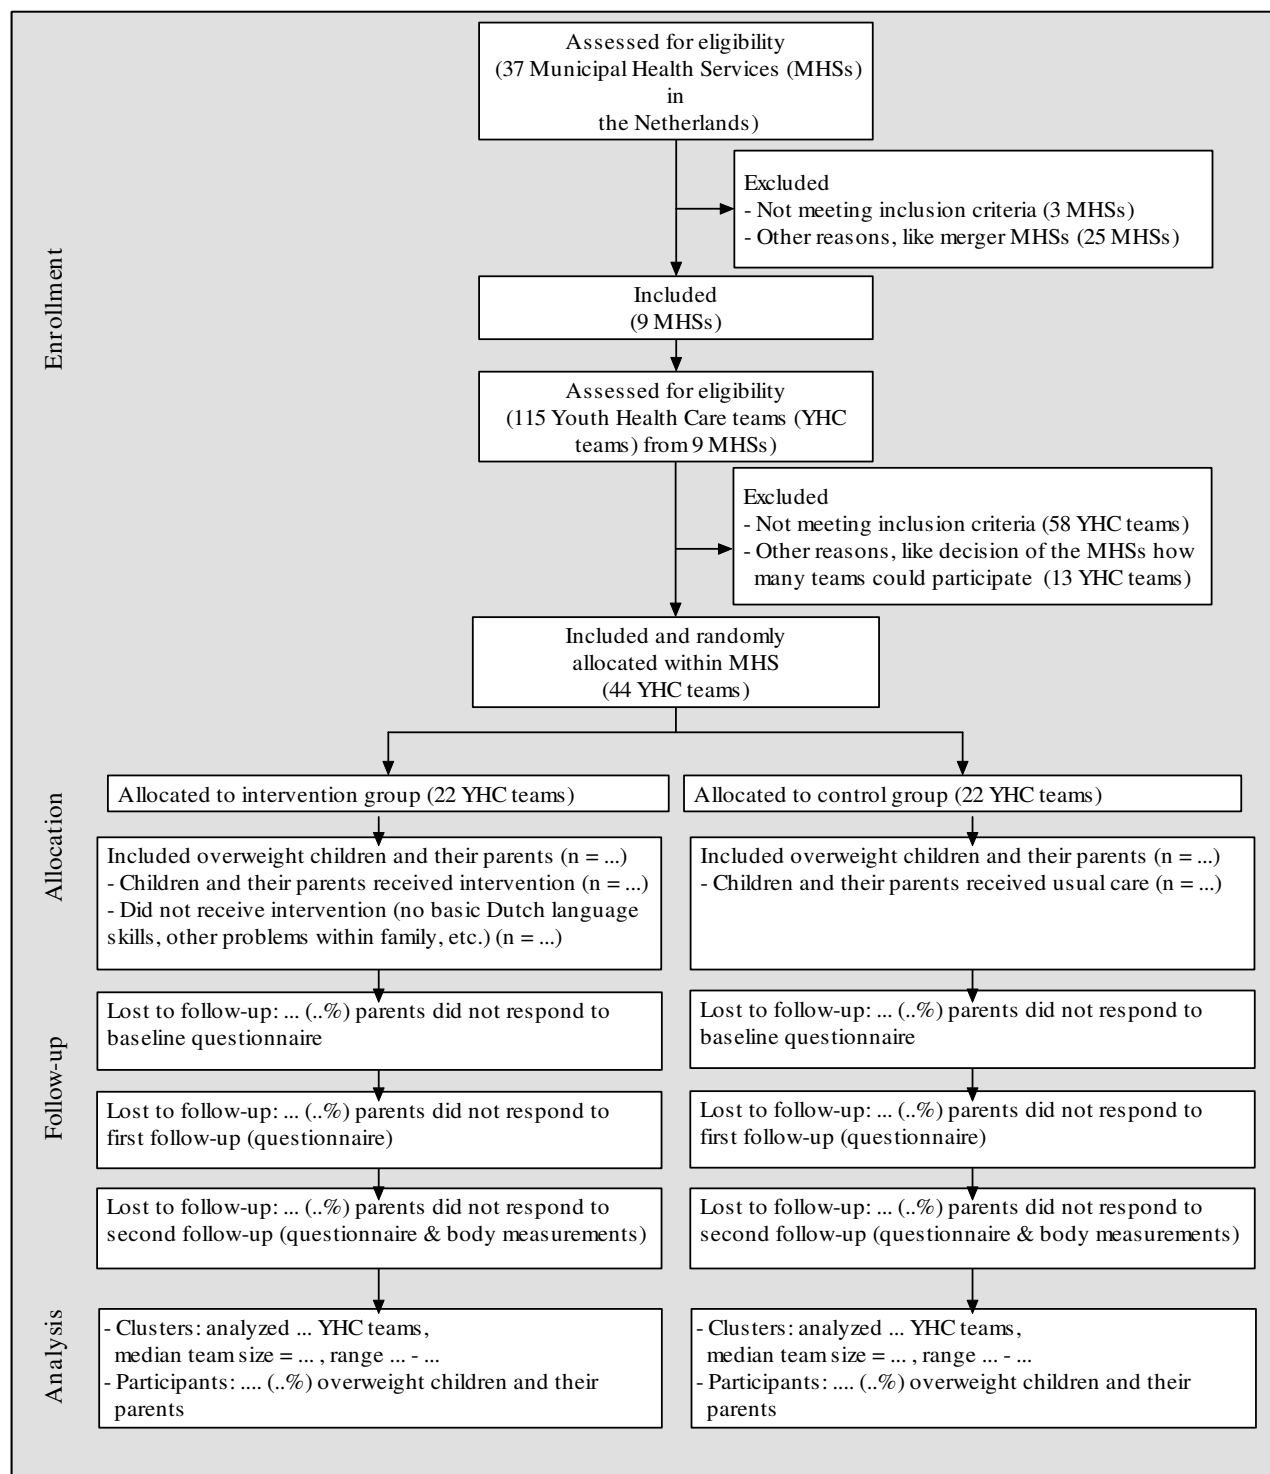 Assessed for eligibility
(37 Municipal Health Services (MHSs)
in
the Netherlands)
Excluded
- Not meeting inclusion criteria (3 MHSs)
- Other reasons, like merger MHSs (25 MHSs)
Enrollment
Included
(9 MHSs)
Assessed for eligibility
(115 Youth Health Care teams (YHC
teams) from 9 MHSs)
Excluded
- Not meeting inclusion criteria (58 YHC teams)
- Other reasons, like decision of the MHSs how
many teams could participate (13 YHC teams)
Included and randomly
allocated within MHS
(44 YHC teams)
Allocation
Allocated to intervention group (22 YHC teams)
Allocated to control group (22 YHC teams)
Included overweight children and their parents (n = ...)
- Children and their parents received intervention (n = ...)
- Did not receive intervention (no basic Dutch language
skills, other problems within family, etc.) (n = ...)
Included overweight children and their parents (n = ...)
- Children and their parents received usual care (n = ...)
Follow-up
Lost to follow-up: ... (..%) parents did not respond to
baseline questionnaire
Lost to follow-up: ... (..%) parents did not respond to
baseline questionnaire
Lost to follow-up: ... (..%) parents did not respond to
first follow-up (questionnaire)
Lost to follow-up: ... (..%) parents did not respond to
first follow-up (questionnaire)
Lost to follow-up: ... (..%) parents did not respond to
second follow-up (questionnaire & body measurements)
Lost to follow-up: ... (..%) parents did not respond to
second follow-up (questionnaire & body measurements)
Analysis
- Clusters: analyzed ... YHC teams,
median team size = ... , range ... - ...
- Participants: .... (..%) overweight children and their
parents
- Clusters: analyzed ... YHC teams,
median team size = ... , range ... - ...
- Participants: .... (..%) overweight children and their
parents